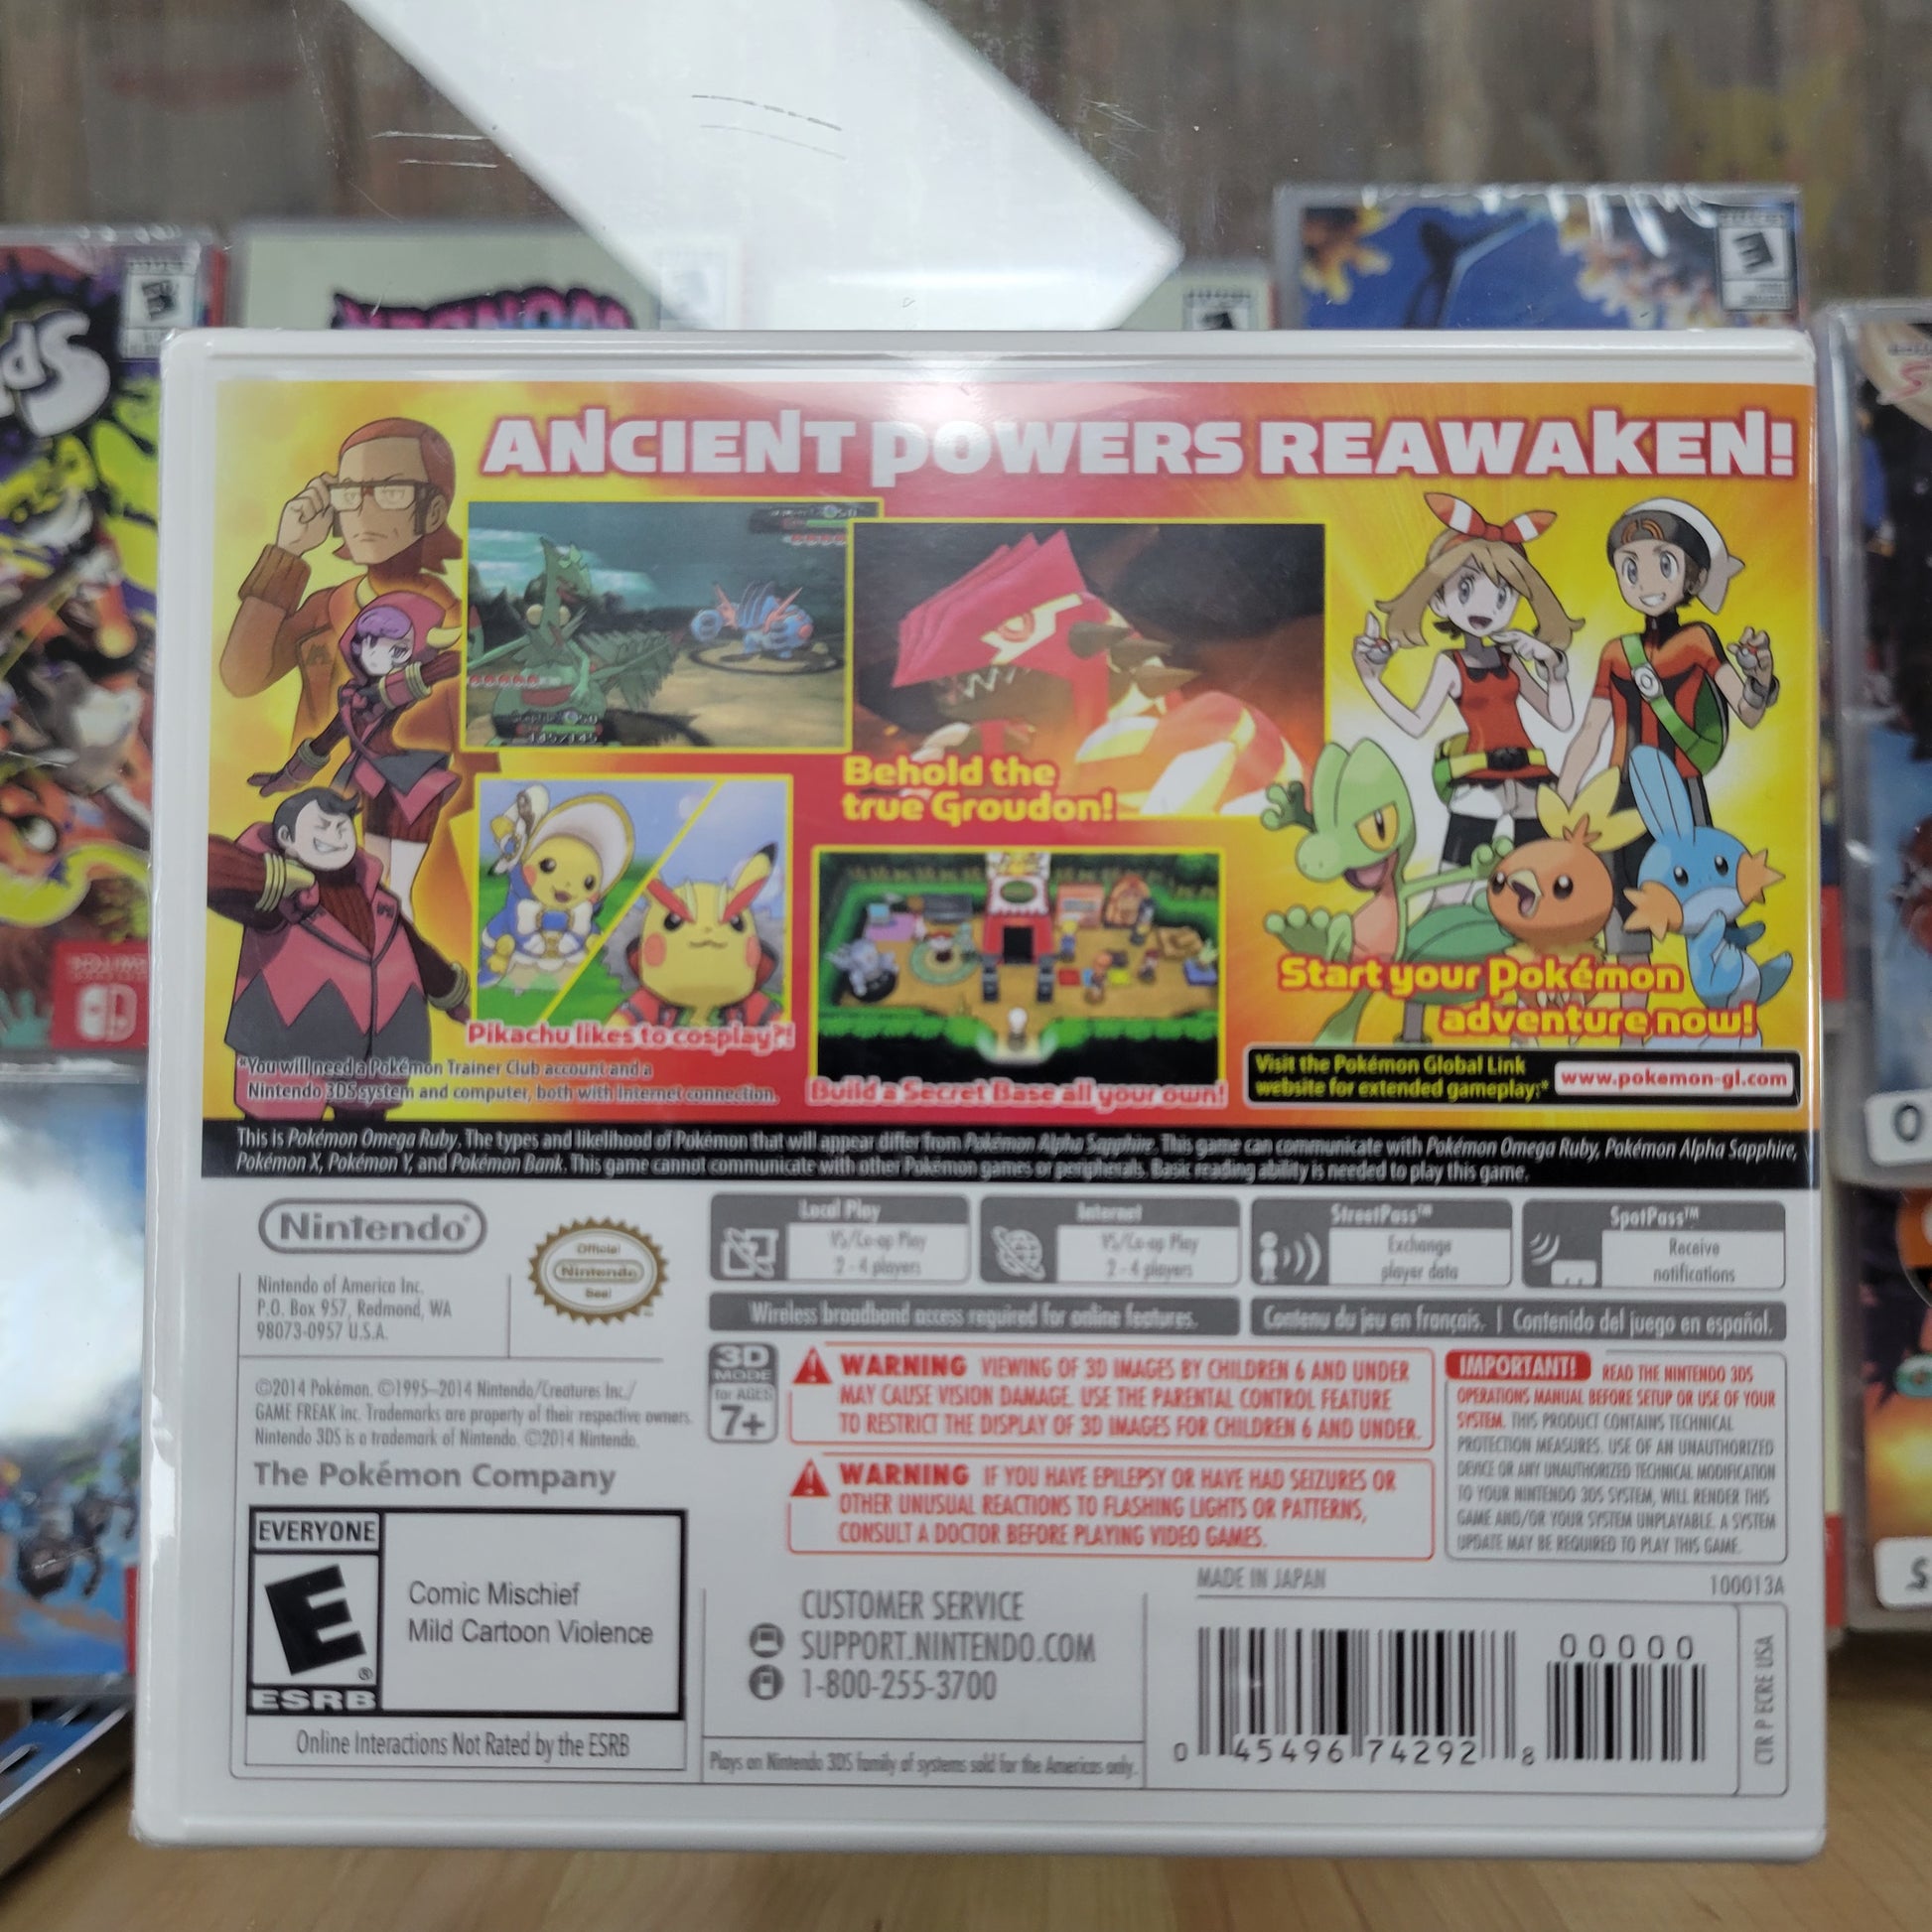 ANCIENT POWERS REAWAKEN!
Behold the
true Groudon!
Pikachu likes to cosplay?!
Build a Secret Base all your own!
Start your Pokémon
adventure now!
*You will need a Pokémon Trainer Club account and a
Nintendo 3DS system and computer, both with Internet connection.
Visit the Pokémon Global Link
website for extended gameplay:*
www.pokemon-gl.com
This is Pokémon Omega Ruby. The types and likelihood of Pokémon that will appear differ from Pokémon Alpha Sapphire. This game can communicate with Pokémon Omega Ruby, Pokémon Alpha Sapphire,
Pokémon X, Pokémon Y, and Pokémon Bank. This game cannot communicate with other Pokémon games or peripherals. Basic reading ability is needed to play this game.
Nintendo®
Official
Nintendo
Seal
Nintendo of America Inc.
P.O. Box 957, Redmond, WA
98073-0957 U.S.A.
Local Play
VS/Co-op Play
2 - 4 players
Internet
VS/Co-op Play
2 - 4 players
StreetPass™
Exchange
player data
SpotPass™
Receive
notifications
Wireless broadband access required for online features.
Contenu du jeu en français. | Contenido del juego en español.
©2014 Pokémon. ©1995–2014 Nintendo/Creatures Inc./
GAME FREAK inc. Trademarks are property of their respective owners.
Nintendo 3DS is a trademark of Nintendo. ©2014 Nintendo.
The Pokémon Company
3D
MODE
for AGES
7+
WARNING VIEWING OF 3D IMAGES BY CHILDREN 6 AND UNDER
MAY CAUSE VISION DAMAGE. USE THE PARENTAL CONTROL FEATURE
TO RESTRICT THE DISPLAY OF 3D IMAGES FOR CHILDREN 6 AND UNDER.
WARNING IF YOU HAVE EPILEPSY OR HAVE HAD SEIZURES OR
OTHER UNUSUAL REACTIONS TO FLASHING LIGHTS OR PATTERNS,
CONSULT A DOCTOR BEFORE PLAYING VIDEO GAMES.
IMPORTANT! READ THE NINTENDO 3DS
OPERATIONS MANUAL BEFORE SETUP OR USE OF YOUR
SYSTEM. THIS PRODUCT CONTAINS TECHNICAL
PROTECTION MEASURES. USE OF AN UNAUTHORIZED
DEVICE OR ANY UNAUTHORIZED TECHNICAL MODIFICATION
TO YOUR NINTENDO 3DS SYSTEM, WILL RENDER THIS
GAME AND/OR YOUR SYSTEM UNPLAYABLE. A SYSTEM
UPDATE MAY BE REQUIRED TO PLAY THIS GAME.
EVERYONE
E
®
ESRB
Comic Mischief
Mild Cartoon Violence
Online Interactions Not Rated by the ESRB
CUSTOMER SERVICE
SUPPORT.NINTENDO.COM
1-800-255-3700
Plays on Nintendo 3DS family of systems sold for the Americas only.
MADE IN JAPAN
100013A
0 45496 74292 8
00000
CTR P ECRE USA